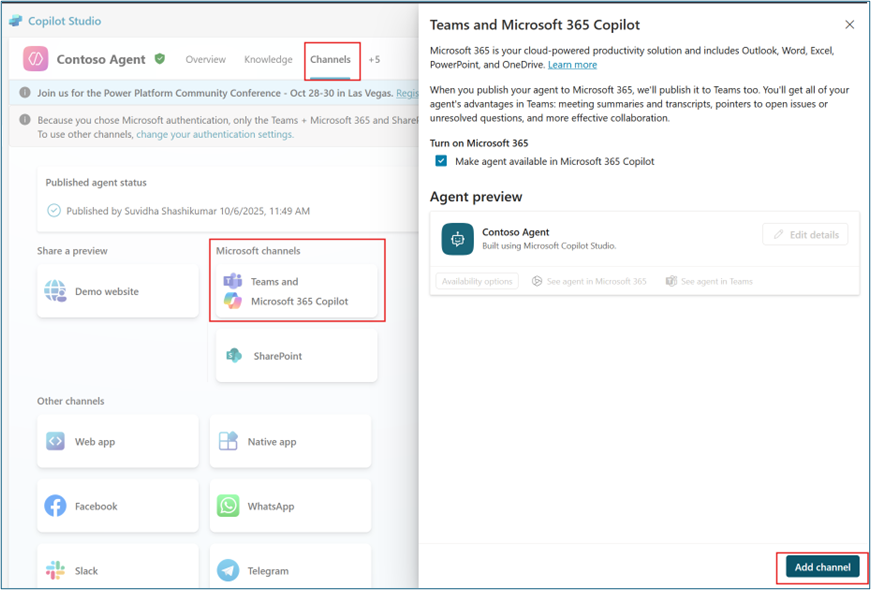 Copilot Studio
Contoso Agent
Overview
Knowledge
Channels
+5
Join us for the Power Platform Community Conference - Oct 28-30 in Las Vegas. Regis
Because you chose Microsoft authentication, only the Teams + Microsoft 365 and ShareP
To use other channels, change your authentication settings.
Published agent status
Published by Suvidha Shashikumar 10/6/2025, 11:49 AM
Share a preview
Demo website
Microsoft channels
Teams and
Microsoft 365 Copilot
SharePoint
Other channels
Web app
Native app
Facebook
WhatsApp
Slack
Telegram
Teams and Microsoft 365 Copilot
Microsoft 365 is your cloud-powered productivity solution and includes Outlook, Word, Excel,
PowerPoint, and OneDrive. Learn more
When you publish your agent to Microsoft 365, we'll publish it to Teams too. You'll get all of your
agent's advantages in Teams: meeting summaries and transcripts, pointers to open issues or
unresolved questions, and more effective collaboration.
Turn on Microsoft 365
Make agent available in Microsoft 365 Copilot
Agent preview
Contoso Agent
Built using Microsoft Copilot Studio.
Edit details
Availability options
See agent in Microsoft 365
See agent in Teams
Add channel